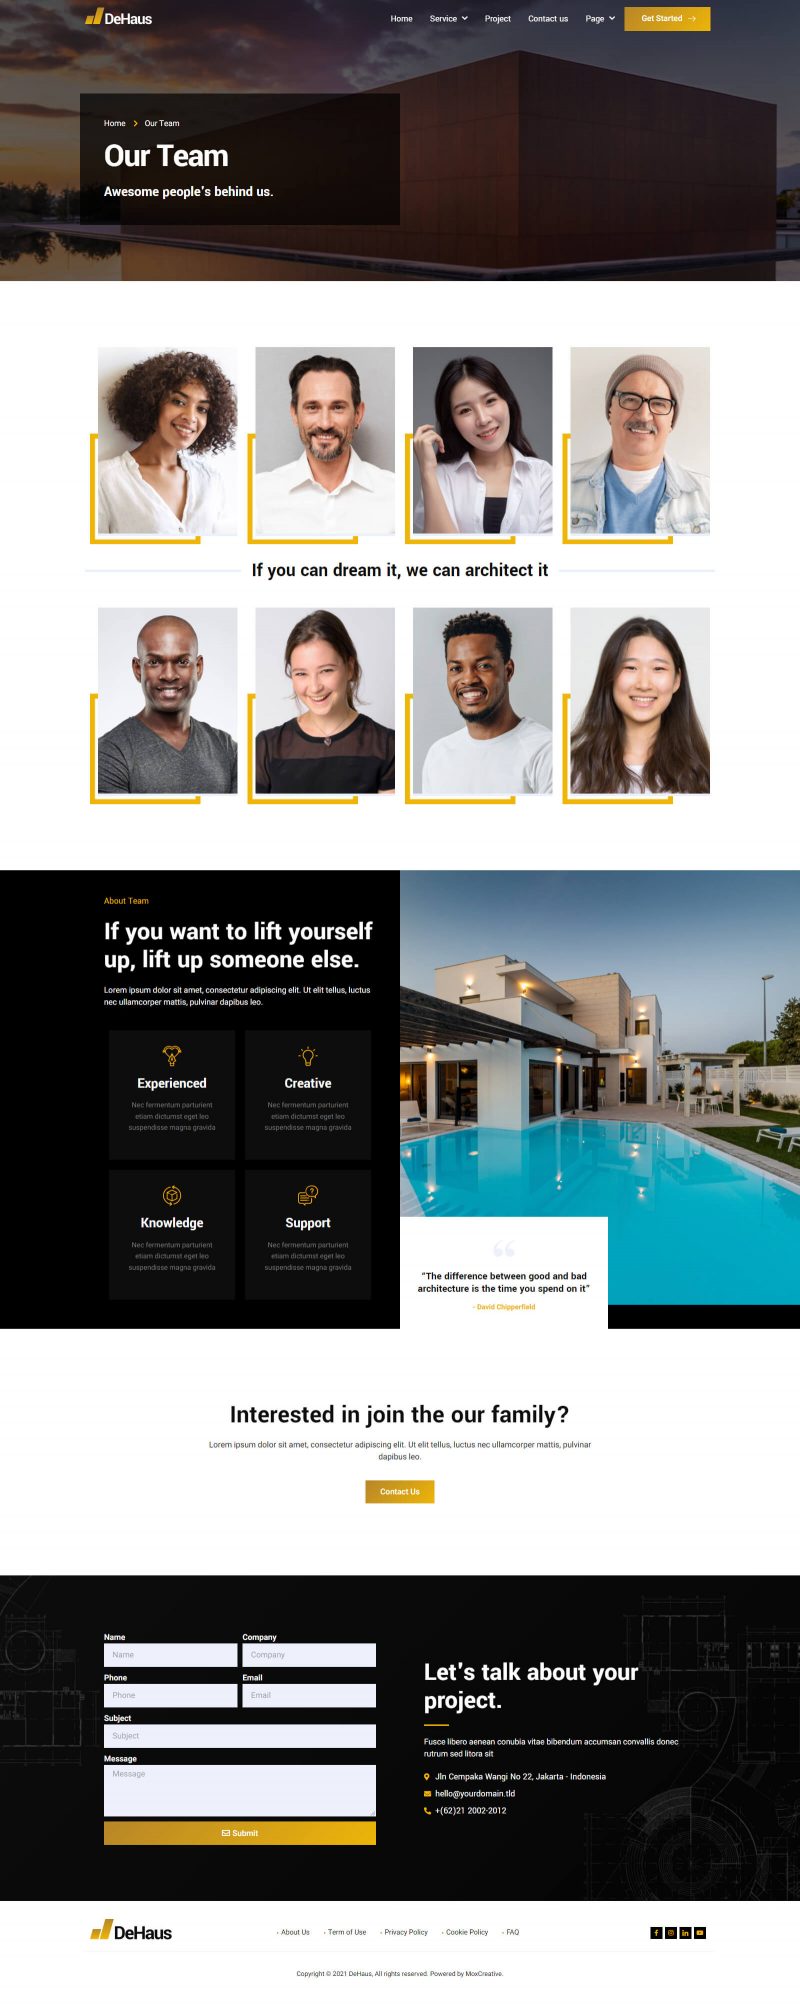 DeHaus
Home
Service
Project
Contact us
Page
Get Started
Home
Our Team
Our Team
Awesome people's behind us.
If you can dream it, we can architect it
About Team
If you want to lift yourself
up, lift up someone else.
Lorem ipsum dolor sit amet, consectetur adipiscing elit. Ut elit tellus, luctus
nec ullamcorper mattis, pulvinar dapibus leo.
Experienced
Nec fermentum parturient
etiam dictumst eget leo
suspendisse magna gravida
Creative
Nec fermentum parturient
etiam dictumst eget leo
suspendisse magna gravida
Knowledge
Nec fermentum parturient
etiam dictumst eget leo
suspendisse magna gravida
Support
Nec fermentum parturient
etiam dictumst eget leo
suspendisse magna gravida
“The difference between good and bad
architecture is the time you spend on it”
- David Chipperfield
Interested in join the our family?
Lorem ipsum dolor sit amet, consectetur adipiscing elit. Ut elit tellus, luctus nec ullamcorper mattis, pulvinar
dapibus leo.
Contact Us
Name
Company
Name
Company
Phone
Email
Phone
Email
Subject
Subject
Message
Message
Submit
Let's talk about your
project.
Fusce libero aenean conubia vitae bibendum accumsan convallis donec
rutrum sed litora sit
Jln Cempaka Wangi No 22, Jakarta - Indonesia
hello@yourdomain.tld
+(62)21 2002-2012
DeHaus
About Us
Term of Use
Privacy Policy
Cookie Policy
FAQ
Copyright © 2021 DeHaus, All rights reserved. Powered by MoxCreative.